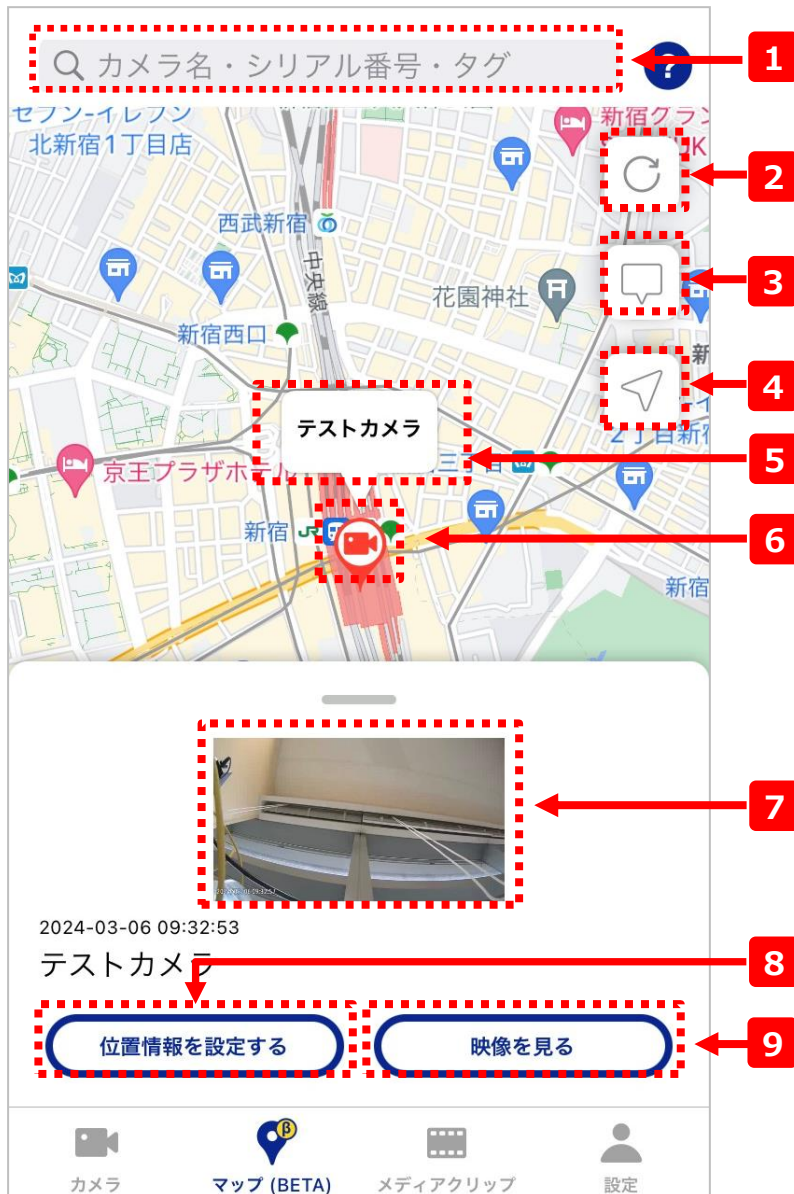 カメラ名・シリアル番号・タグ
?
1
セブン-イレブン
北新宿1丁目店
新宿グラン
2
西武新宿
中央線
花園神社
3
新宿西口
新
4
テストカメラ
2丁目新宿
京王プラザホテル
三丁目
5
新宿 JR
6
新宿
7
2024-03-06 09:32:53
テストカメラ
8
位置情報を設定する
映像を見る
9
β
カメラ
マップ (BETA)
メディアクリップ
設定